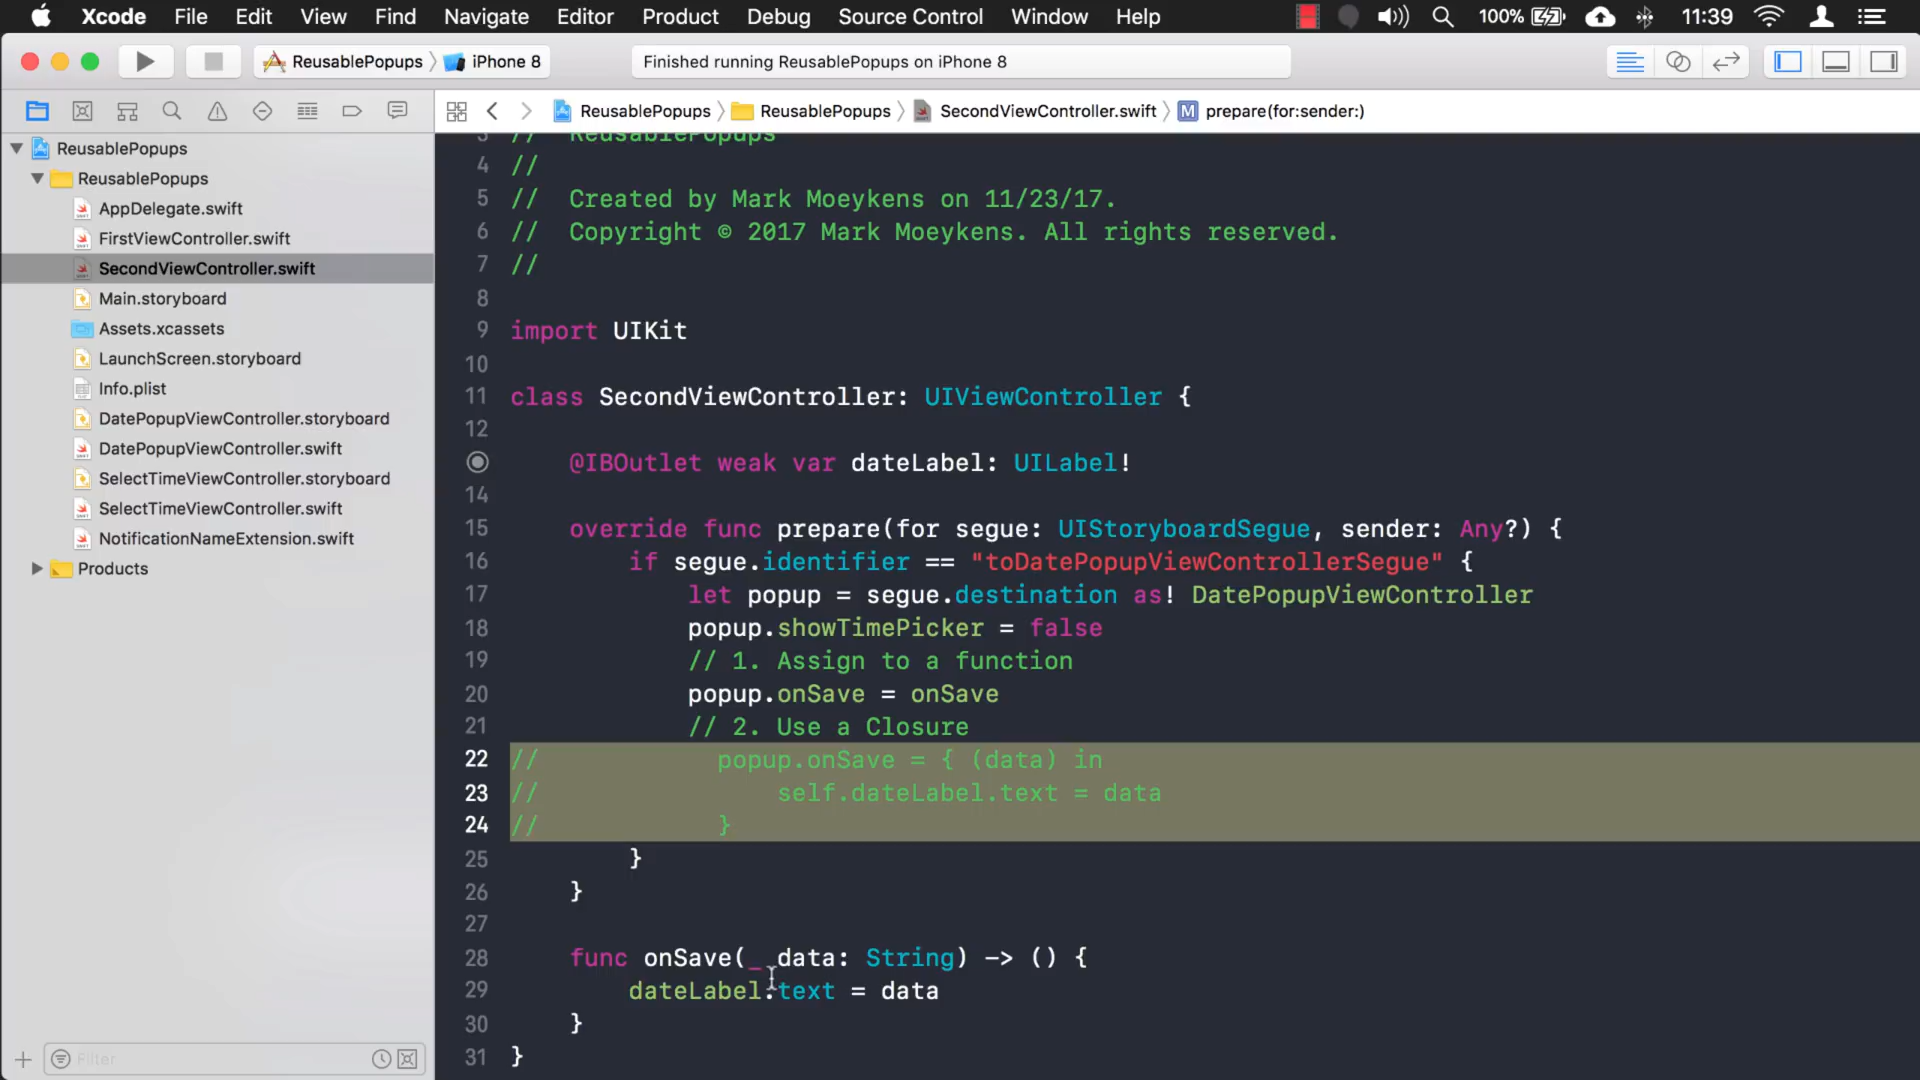 Xcode File Edit View Find Navigate Editor Product Debug Source Control Window Help 100% 11:39
ReusablePopups iPhone 8 Finished running ReusablePopups on iPhone 8
ReusablePopups ReusablePopups SecondViewController.swift M prepare(for:sender:)
ReusablePopups
ReusablePopups
AppDelegate.swift
FirstViewController.swift
SecondViewController.swift
Main.storyboard
Assets.xcassets
LaunchScreen.storyboard
Info.plist
DatePopupViewController.storyboard
DatePopupViewController.swift
SelectTimeViewController.storyboard
SelectTimeViewController.swift
NotificationNameExtension.swift
Products
Filter
3 // ReusablePopups
4 //
5 // Created by Mark Moeykens on 11/23/17.
6 // Copyright © 2017 Mark Moeykens. All rights reserved.
7 //
8
9 import UIKit
10
11 class SecondViewController: UIViewController {
12
@IBOutlet weak var dateLabel: UILabel!
14
15 override func prepare(for segue: UIStoryboardSegue, sender: Any?) {
16 if segue.identifier == "toDatePopupViewControllerSegue" {
17 let popup = segue.destination as! DatePopupViewController
18 popup.showTimePicker = false
19 // 1. Assign to a function
20 popup.onSave = onSave
21 // 2. Use a Closure
22 // popup.onSave = { (data) in
23 // self.dateLabel.text = data
24 // }
25 }
26 }
27
28 func onSave(_ data: String) -> () {
29 dateLabel.text = data
30 }
31 }